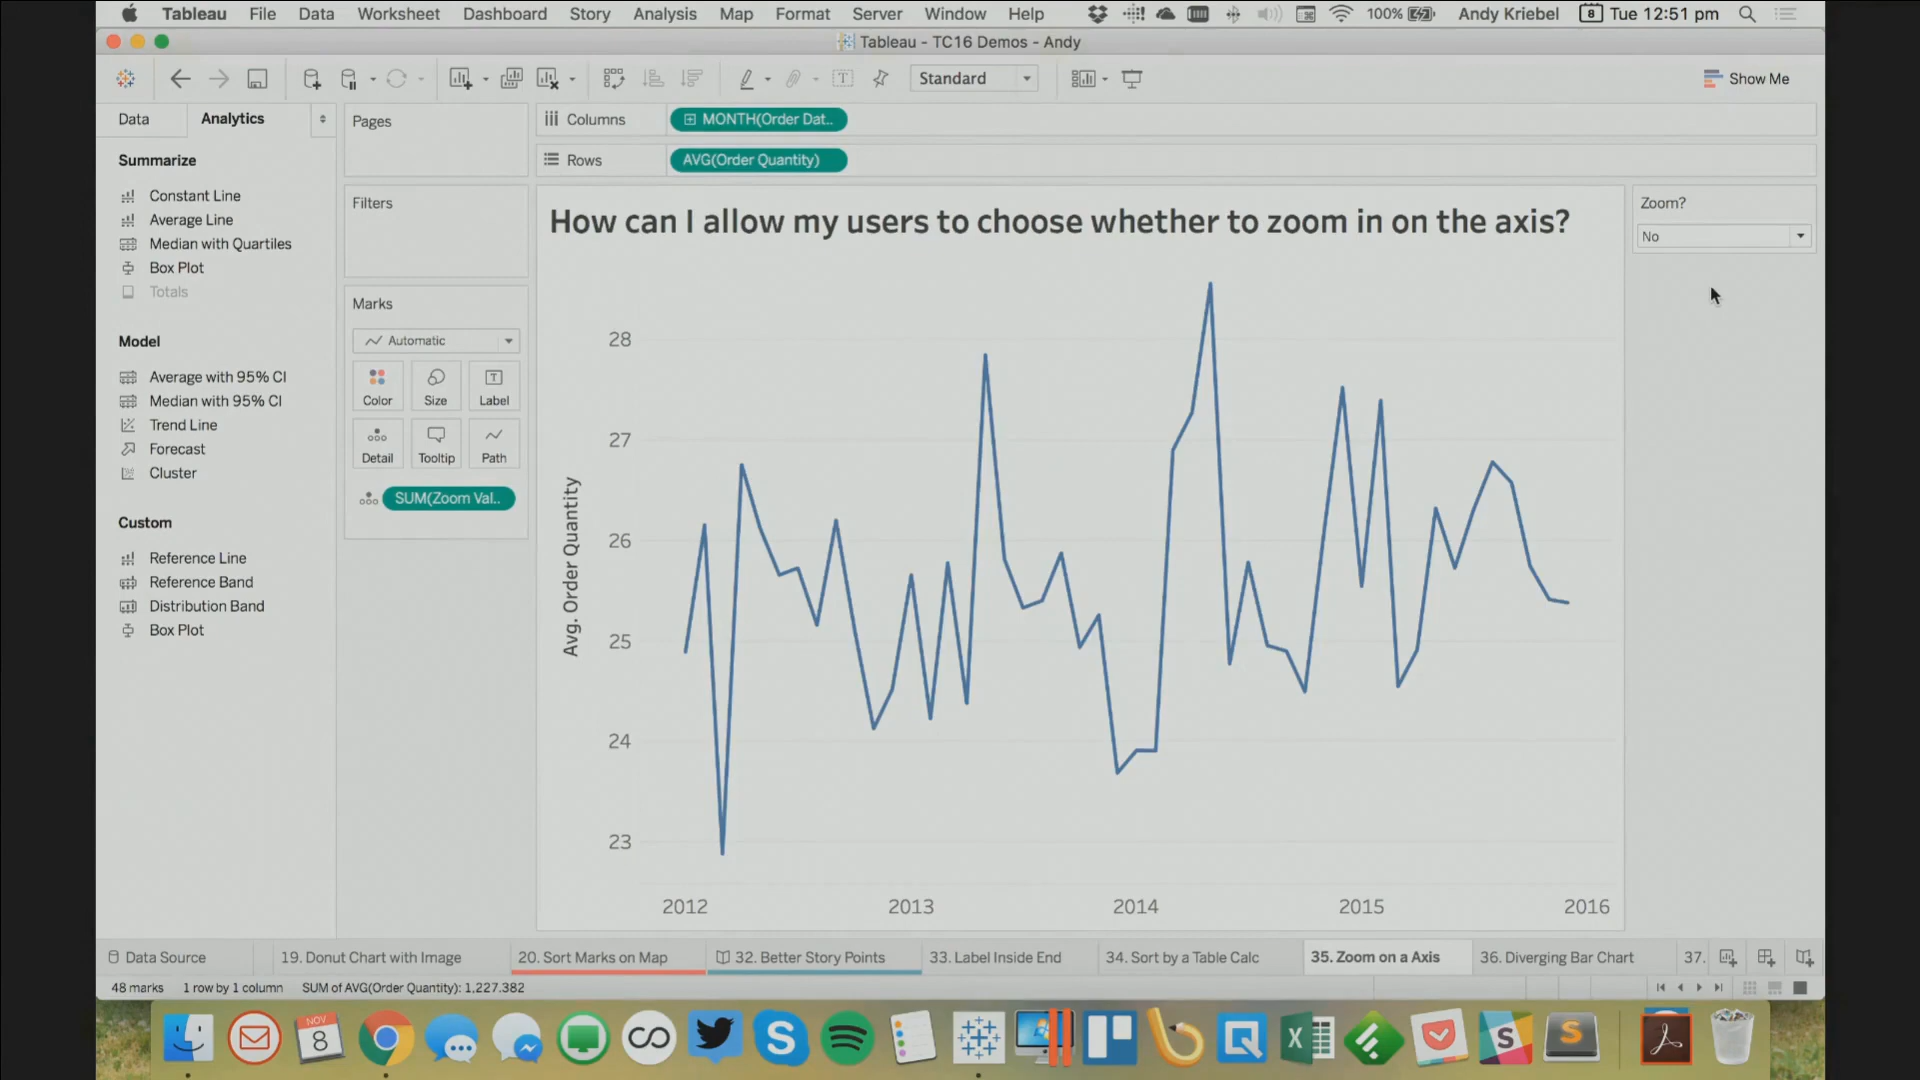 Tableau File Data Worksheet Dashboard Story Analysis Map Format Server Window Help 100% Andy Kriebel 8 Tue 12:51 pm
Tableau - TC16 Demos - Andy
Standard Show Me
Data Analytics
Summarize
Constant Line
Average Line
Median with Quartiles
Box Plot
Totals
Model
Average with 95% CI
Median with 95% CI
Trend Line
Forecast
Cluster
Custom
Reference Line
Reference Band
Distribution Band
Box Plot
Pages
Filters
Marks
Automatic
Color Size Label
Detail Tooltip Path
SUM(Zoom Val..
Columns MONTH(Order Dat..
Rows AVG(Order Quantity)
How can I allow my users to choose whether to zoom in on the axis?
Avg. Order Quantity
28
27
26
25
24
23
2012 2013 2014 2015 2016
Zoom?
No
Data Source 19. Donut Chart with Image 20. Sort Marks on Map 32. Better Story Points 33. Label Inside End 34. Sort by a Table Calc 35. Zoom on a Axis 36. Diverging Bar Chart 37.
48 marks 1 row by 1 column SUM of AVG(Order Quantity): 1,227.382
NOV
8